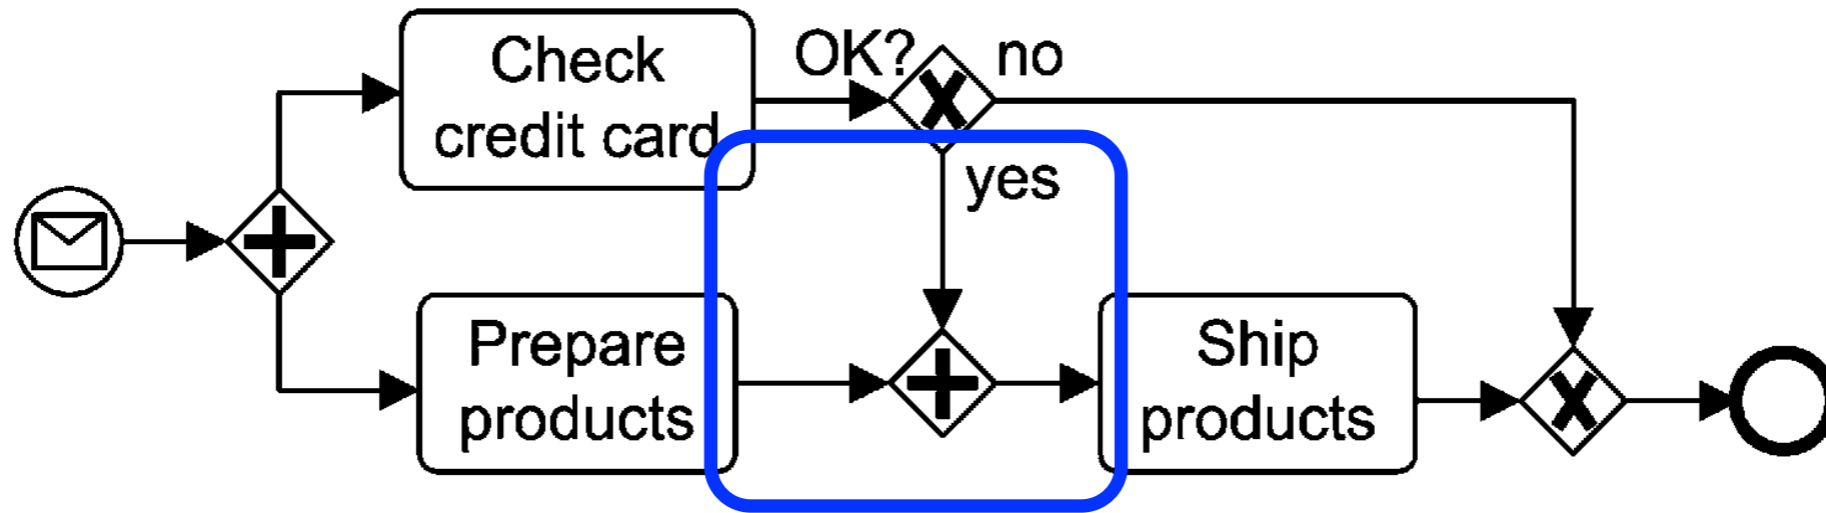 Check
credit card
OK?
no
yes
Prepare
products
Ship
products